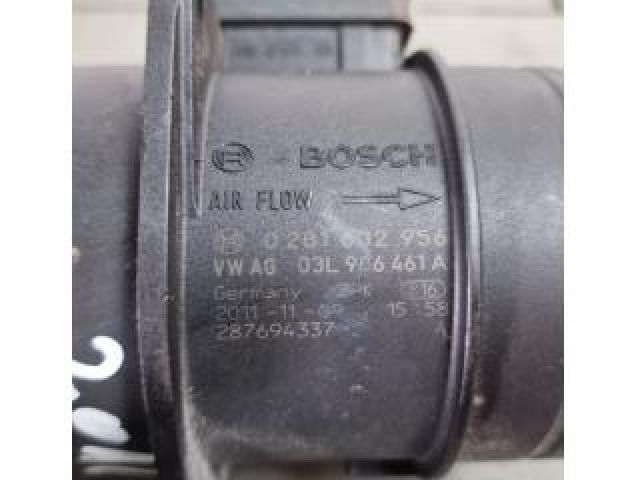 BOSCH
AIR FLOW
0 281 002 956
VW AG 03L 906 461 A
Germany 16
2011-11-09 15:58
287694337 A